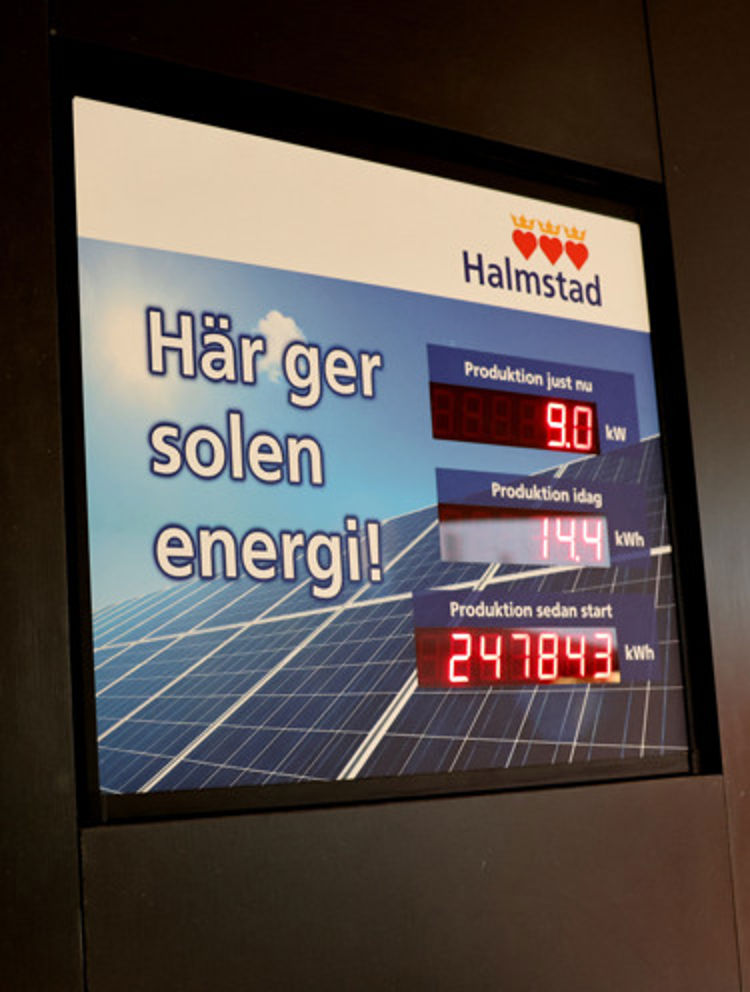 Halmstad
Här ger
solen
energi!
Produktion just nu
9.0 kW
Produktion idag
14.4 kWh
Produktion sedan start
247843 kWh